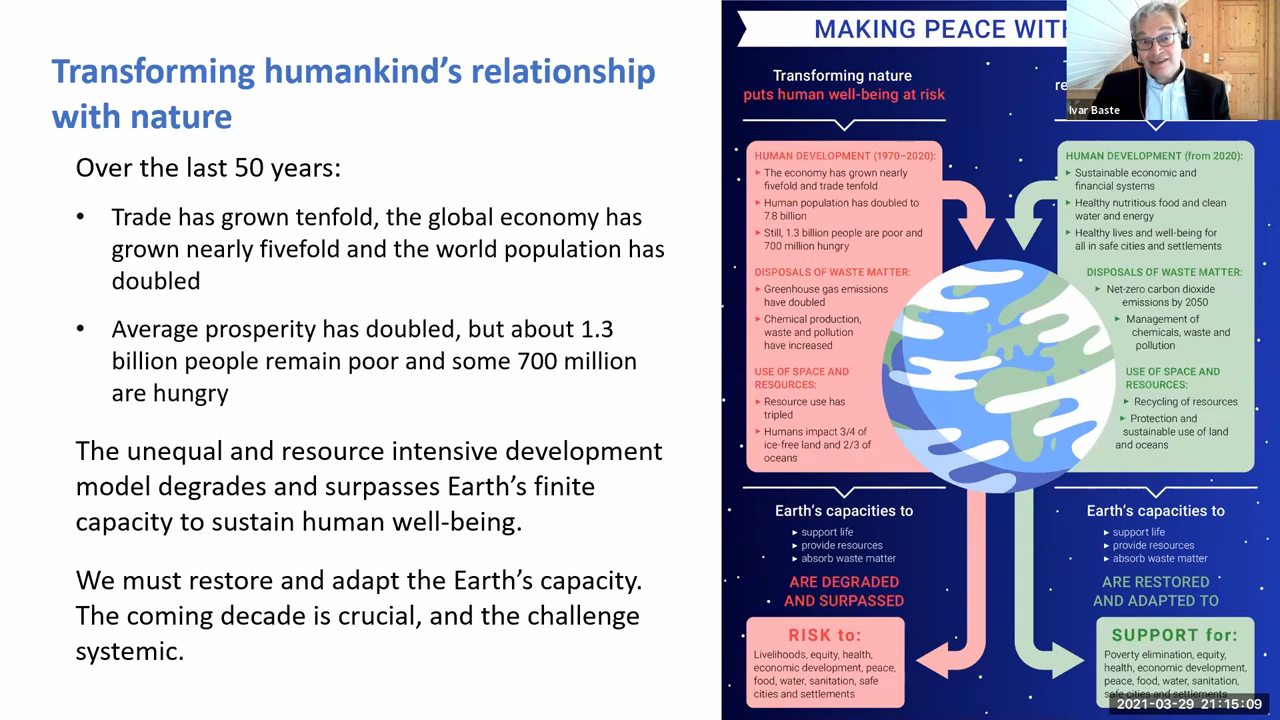 Transforming humankind's relationship
with nature
Over the last 50 years:
• Trade has grown tenfold, the global economy has
grown nearly fivefold and the world population has
doubled
• Average prosperity has doubled, but about 1.3
billion people remain poor and some 700 million
are hungry
The unequal and resource intensive development
model degrades and surpasses Earth's finite
capacity to sustain human well-being.
We must restore and adapt the Earth's capacity.
The coming decade is crucial, and the challenge
systemic.
MAKING PEACE WITH
Transforming nature
puts human well-being at risk
HUMAN DEVELOPMENT (1970–2020):
▸ The economy has grown nearly
fivefold and trade tenfold
▸ Human population has doubled to
7.8 billion
▸ Still, 1.3 billion people are poor and
700 million hungry
DISPOSALS OF WASTE MATTER:
▸ Greenhouse gas emissions
have doubled
▸ Chemical production,
waste and pollution
have increased
USE OF SPACE AND
RESOURCES:
▸ Resource use has
tripled
▸ Humans impact 3/4 of
ice-free land and 2/3 of
oceans
Earth's capacities to
▸ support life
▸ provide resources
▸ absorb waste matter
ARE DEGRADED
AND SURPASSED
RISK to:
Livelihoods, equity, health,
economic development, peace,
food, water, sanitation, safe
cities and settlements
Ivar Baste
HUMAN DEVELOPMENT (from 2020):
▸ Sustainable economic and
financial systems
▸ Healthy nutritious food and clean
water and energy
▸ Healthy lives and well-being for
all in safe cities and settlements
DISPOSALS OF WASTE MATTER:
▸ Net-zero carbon dioxide
emissions by 2050
▸ Management of
chemicals, waste and
pollution
USE OF SPACE AND
RESOURCES:
▸ Recycling of resources
▸ Protection and
sustainable use of land
and oceans
Earth's capacities to
▸ support life
▸ provide resources
▸ absorb waste matter
ARE RESTORED
AND ADAPTED TO
SUPPORT for:
Poverty elimination, equity,
health, economic development,
peace, food, water, sanitation,
safe cities and settlements
2021-03-29 21:15:09